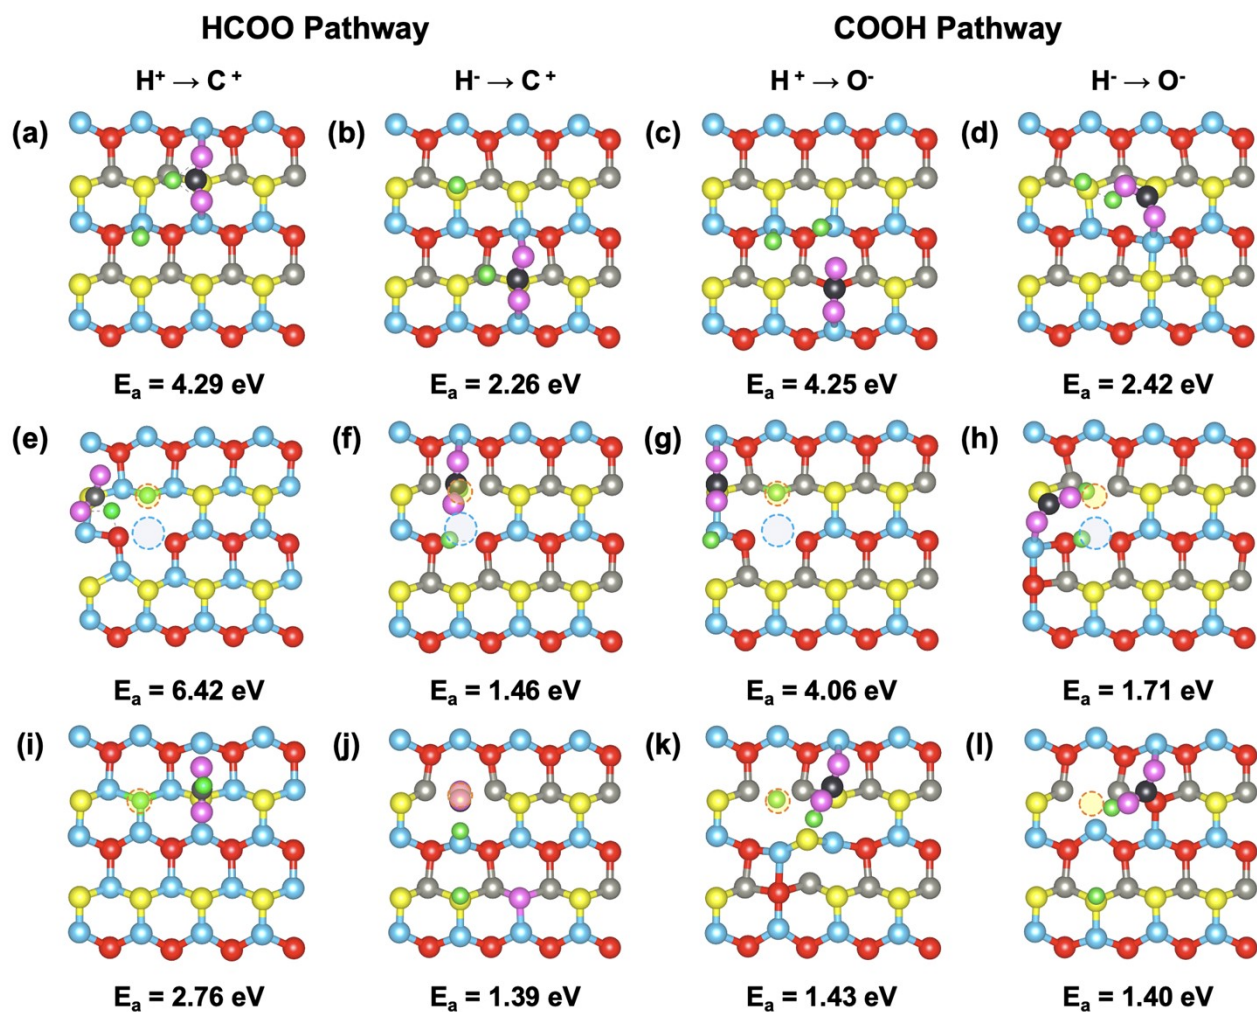 HCOO Pathway COOH Pathway
H⁺ → C⁺ H⁻ → C⁺ H⁺ → O⁻ H⁻ → O⁻
(a) (b) (c) (d)
Eₐ = 4.29 eV Eₐ = 2.26 eV Eₐ = 4.25 eV Eₐ = 2.42 eV
(e) (f) (g) (h)
Eₐ = 6.42 eV Eₐ = 1.46 eV Eₐ = 4.06 eV Eₐ = 1.71 eV
(i) (j) (k) (l)
Eₐ = 2.76 eV Eₐ = 1.39 eV Eₐ = 1.43 eV Eₐ = 1.40 eV